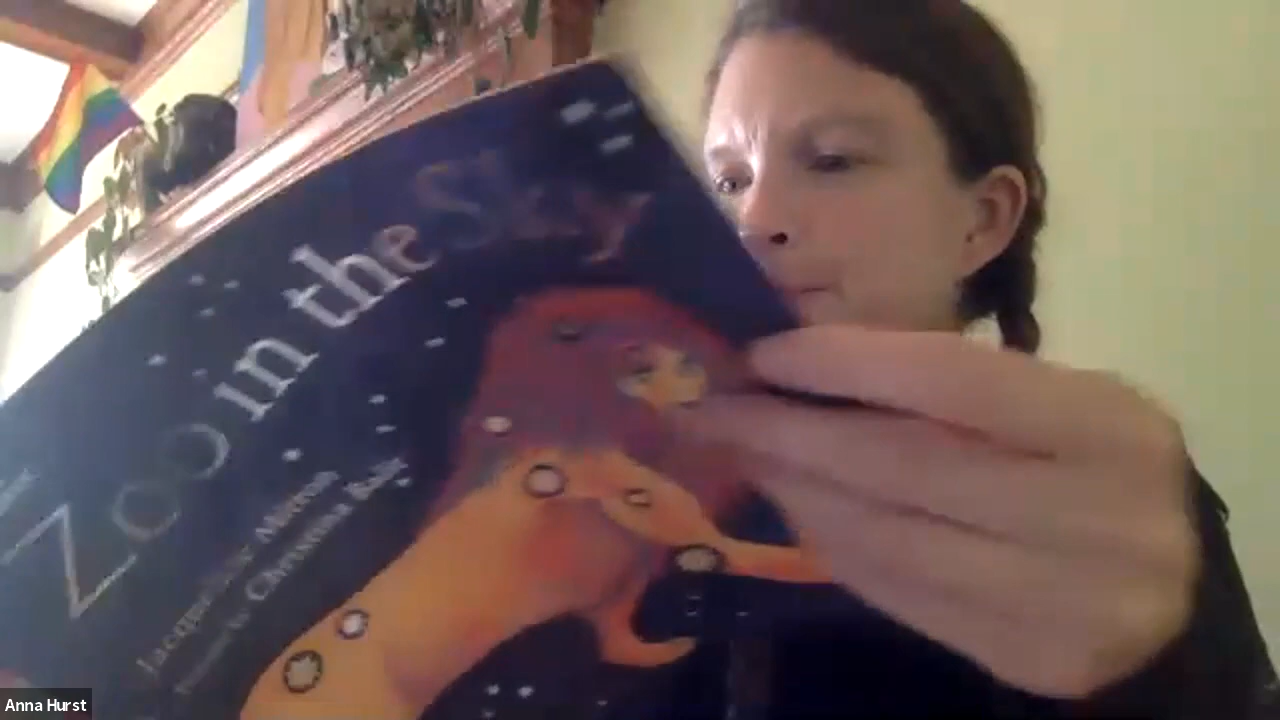 Zoo in the Sky
Jacqueline Mitton
Christina Balit
Anna Hurst